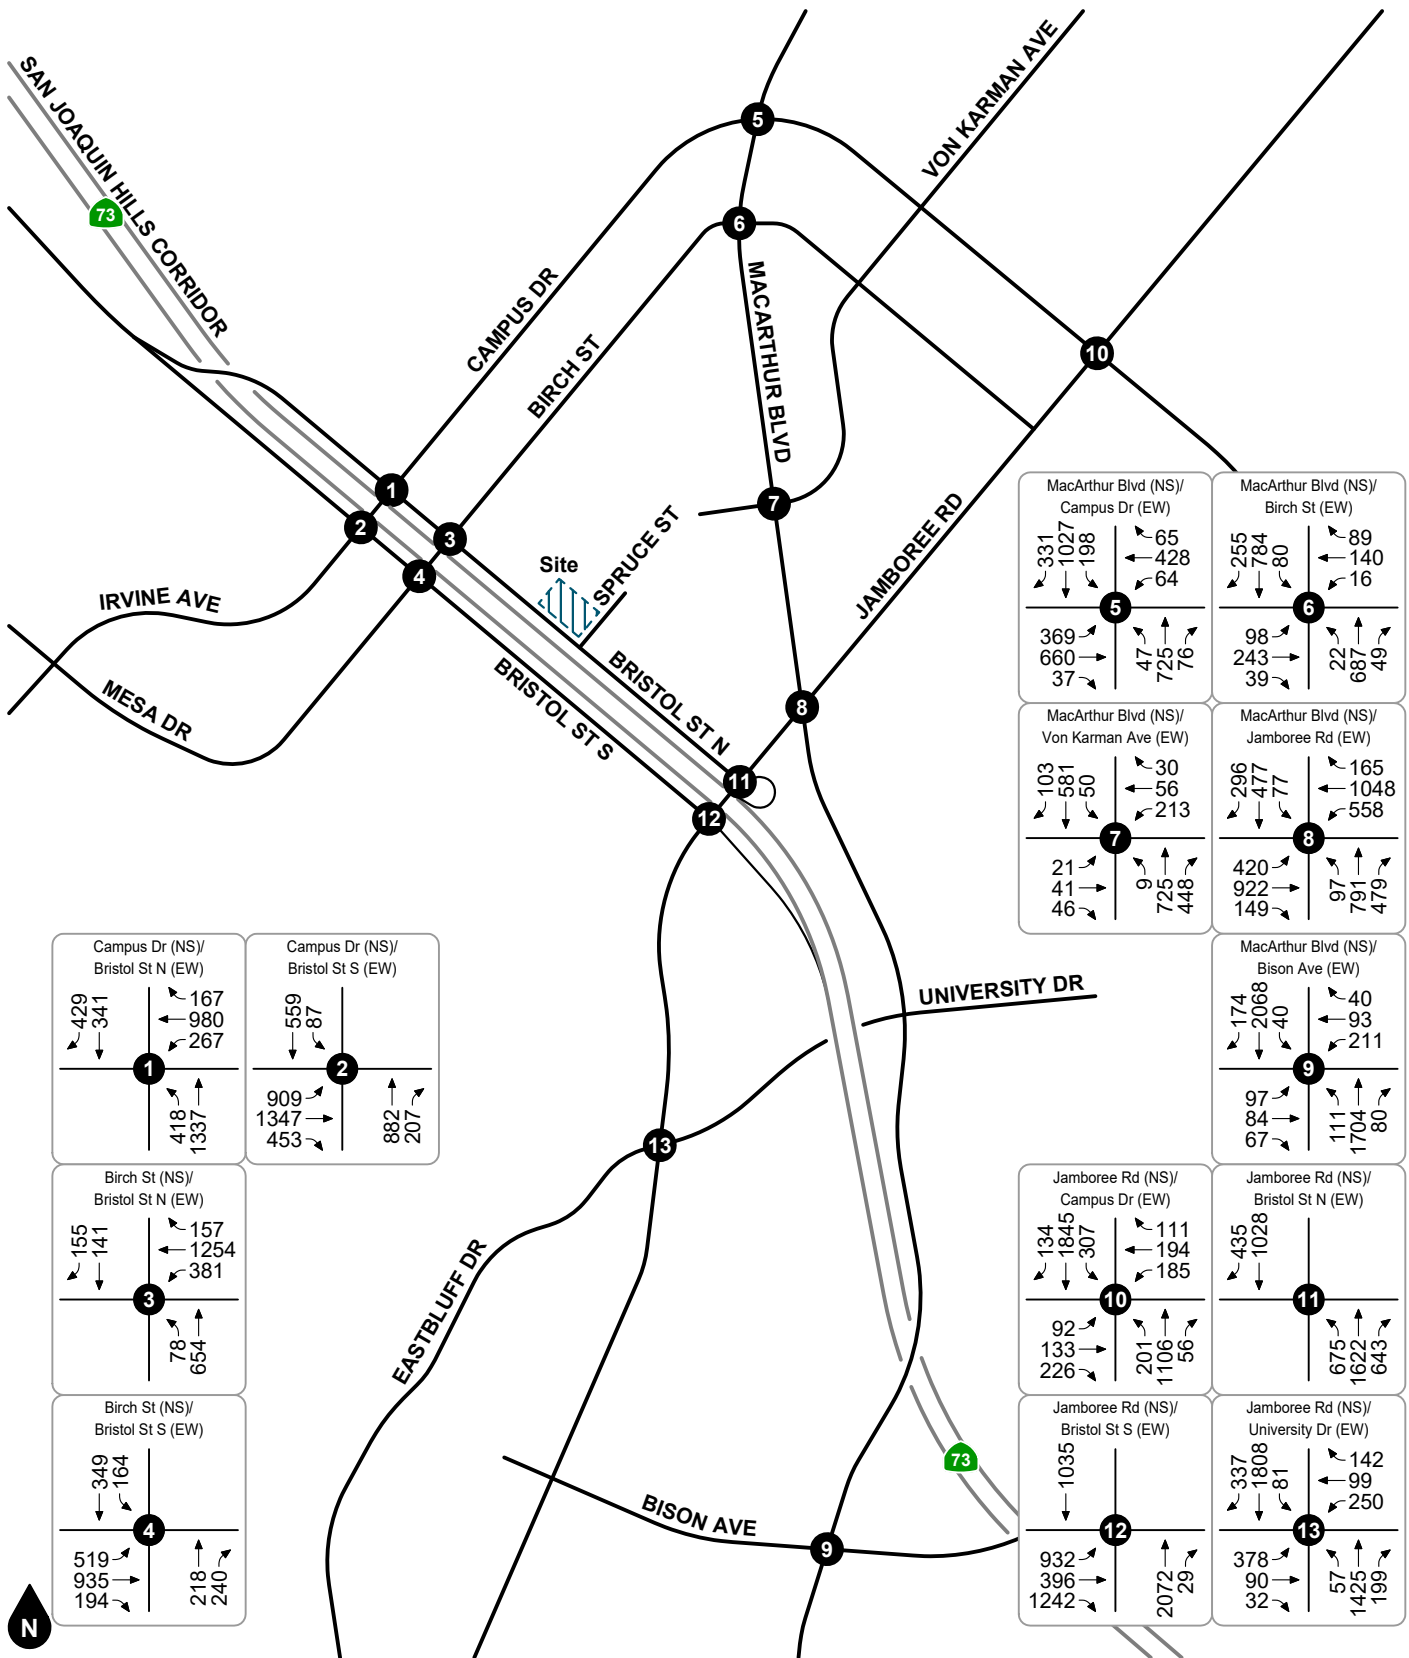 SAN JOAQUIN HILLS CORRIDOR
73
VON KARMAN AVE
CAMPUS DR
BIRCH ST
MACARTHUR BLVD
JAMBOREE RD
SPRUCE ST
Site
BRISTOL ST N
BRISTOL ST S
IRVINE AVE
MESA DR
UNIVERSITY DR
EASTBLUFF DR
BISON AVE
73
N
1
2
3
4
5
6
7
8
9
10
11
12
13
MacArthur Blvd (NS)/
Campus Dr (EW)
331 1027 198
65
428
64
5
369
660
37
47 725 76
MacArthur Blvd (NS)/
Birch St (EW)
255 784 80
89
140
16
6
98
243
39
22 687 49
MacArthur Blvd (NS)/
Von Karman Ave (EW)
103 581 50
30
56
213
7
21
41
46
9 725 448
MacArthur Blvd (NS)/
Jamboree Rd (EW)
296 477 77
165
1048
558
8
420
922
149
97 791 479
MacArthur Blvd (NS)/
Bison Ave (EW)
174 2068 40
40
93
211
9
97
84
67
111 1704 80
Campus Dr (NS)/
Bristol St N (EW)
429 341
167
980
267
1
418 1337
Campus Dr (NS)/
Bristol St S (EW)
559 87
2
909
1347
453
882 207
Birch St (NS)/
Bristol St N (EW)
155 141
157
1254
381
3
78 654
Birch St (NS)/
Bristol St S (EW)
349 164
4
519
935
194
218 240
Jamboree Rd (NS)/
Campus Dr (EW)
134 1845 307
111
194
185
10
92
133
226
201 1106 56
Jamboree Rd (NS)/
Bristol St N (EW)
435 1028
11
675 1622 643
Jamboree Rd (NS)/
Bristol St S (EW)
1035
12
932
396
1242
2072 29
Jamboree Rd (NS)/
University Dr (EW)
337 1808 81
142
99
250
13
378
90
32
57 1425 199